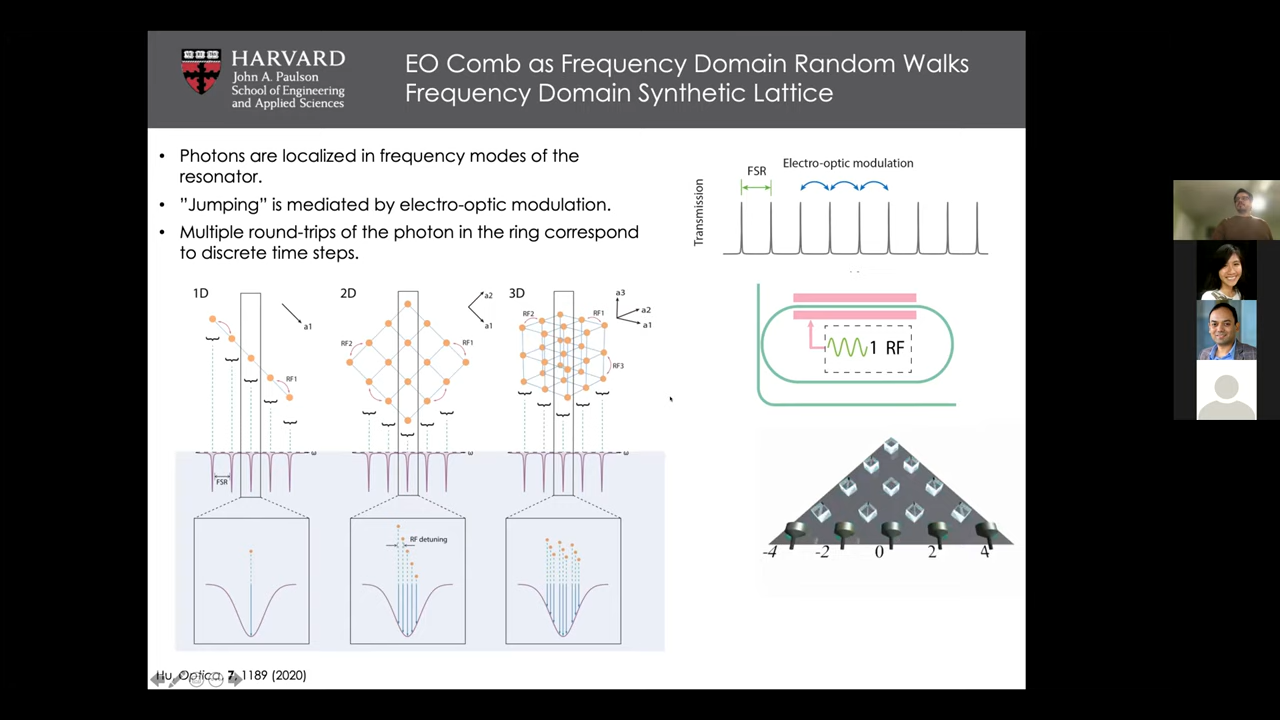 HARVARD
John A. Paulson
School of Engineering
and Applied Sciences
EO Comb as Frequency Domain Random Walks
Frequency Domain Synthetic Lattice
• Photons are localized in frequency modes of the
resonator.
• "Jumping" is mediated by electro-optic modulation.
• Multiple round-trips of the photon in the ring correspond
to discrete time steps.
Electro-optic modulation
FSR
Transmission
1D
a1
RF1
FSR
ω
2D
a2
a1
RF2
RF1
ω
RF detuning
3D
a3
a2
a1
RF2
RF1
RF3
ω
1 RF
-4 -2 0 2 4
Hu, Optica, 7, 1189 (2020)